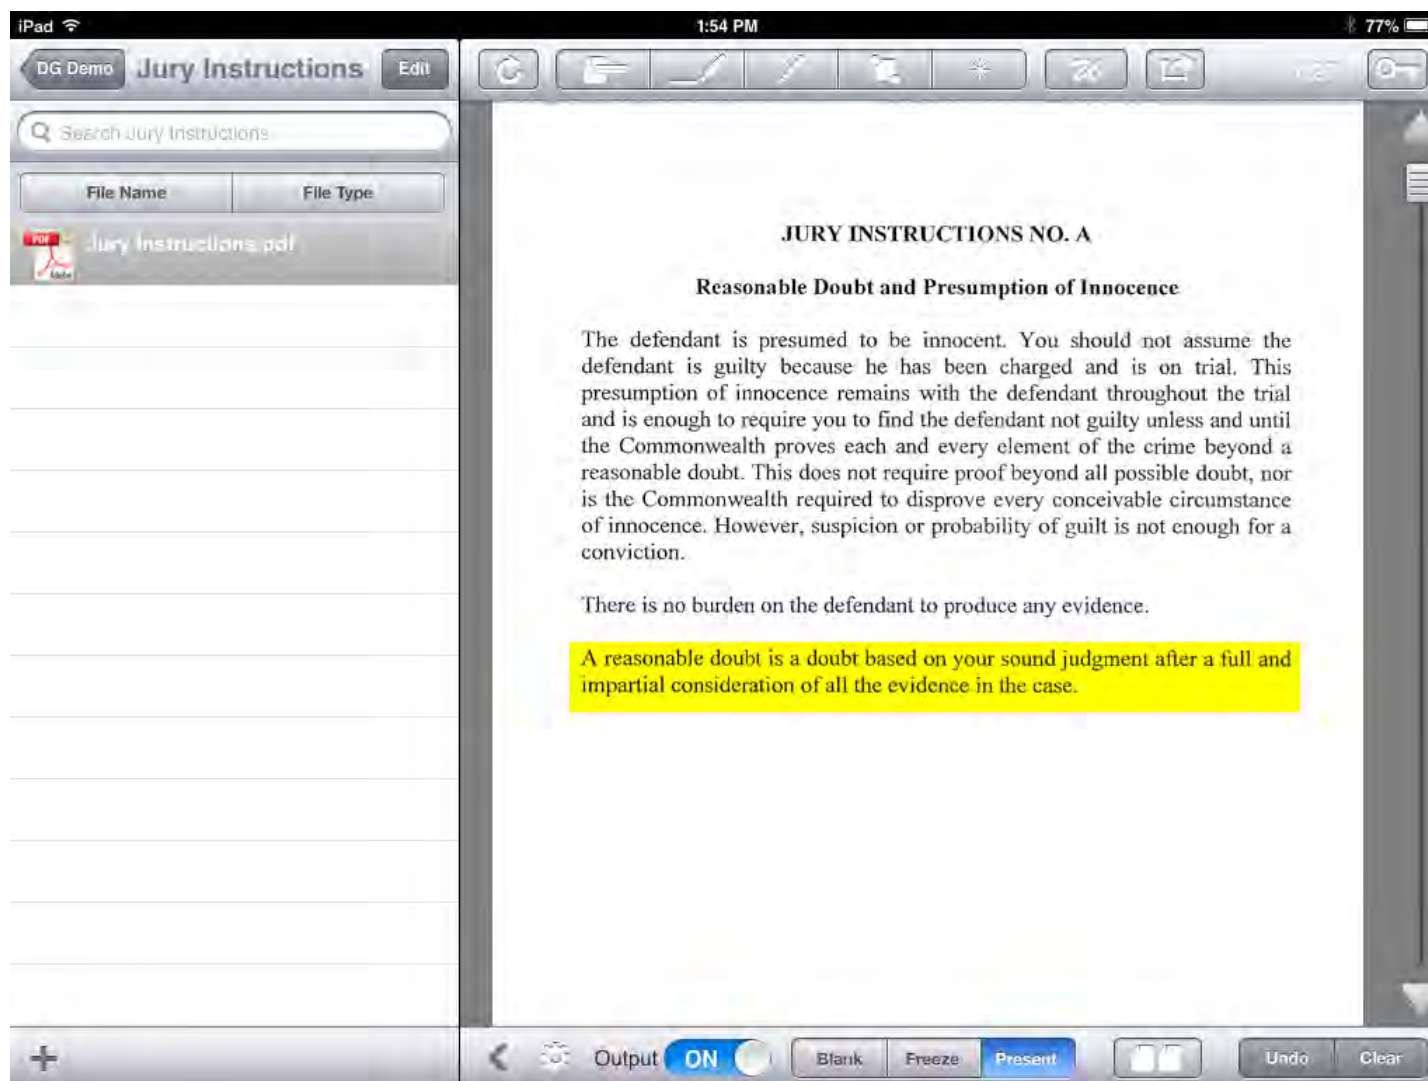 iPad
1:54 PM
77%
DG Demo
Jury Instructions
Edit
Search Jury Instructions
File Name
File Type
Jury Instructions.pdf
JURY INSTRUCTIONS NO. A
Reasonable Doubt and Presumption of Innocence
The defendant is presumed to be innocent. You should not assume the
defendant is guilty because he has been charged and is on trial. This
presumption of innocence remains with the defendant throughout the trial
and is enough to require you to find the defendant not guilty unless and until
the Commonwealth proves each and every element of the crime beyond a
reasonable doubt. This does not require proof beyond all possible doubt, nor
is the Commonwealth required to disprove every conceivable circumstance
of innocence. However, suspicion or probability of guilt is not enough for a
conviction.
There is no burden on the defendant to produce any evidence.
A reasonable doubt is a doubt based on your sound judgment after a full and
impartial consideration of all the evidence in the case.
Output
ON
Blank
Freeze
Present
Undo
Clear